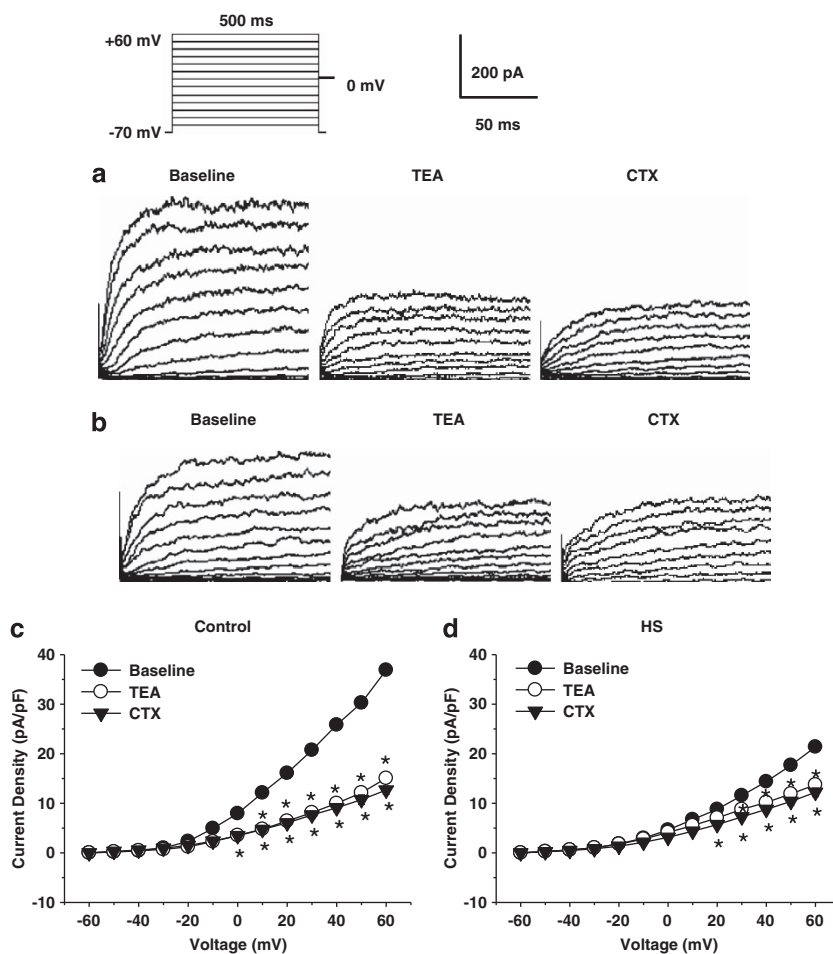 500 ms
+60 mV
0 mV
-70 mV
200 pA
50 ms
a
Baseline
TEA
CTX
b
Baseline
TEA
CTX
c
Control
Baseline
TEA
CTX
40
30
20
10
0
-10
Current Density (pA/pF)
* * * * * *
* * * * * * *
-60 -40 -20 0 20 40 60
Voltage (mV)
d
HS
Baseline
TEA
CTX
40
30
20
10
0
-10
Current Density (pA/pF)
* * * *
* * * * *
-60 -40 -20 0 20 40 60
Voltage (mV)